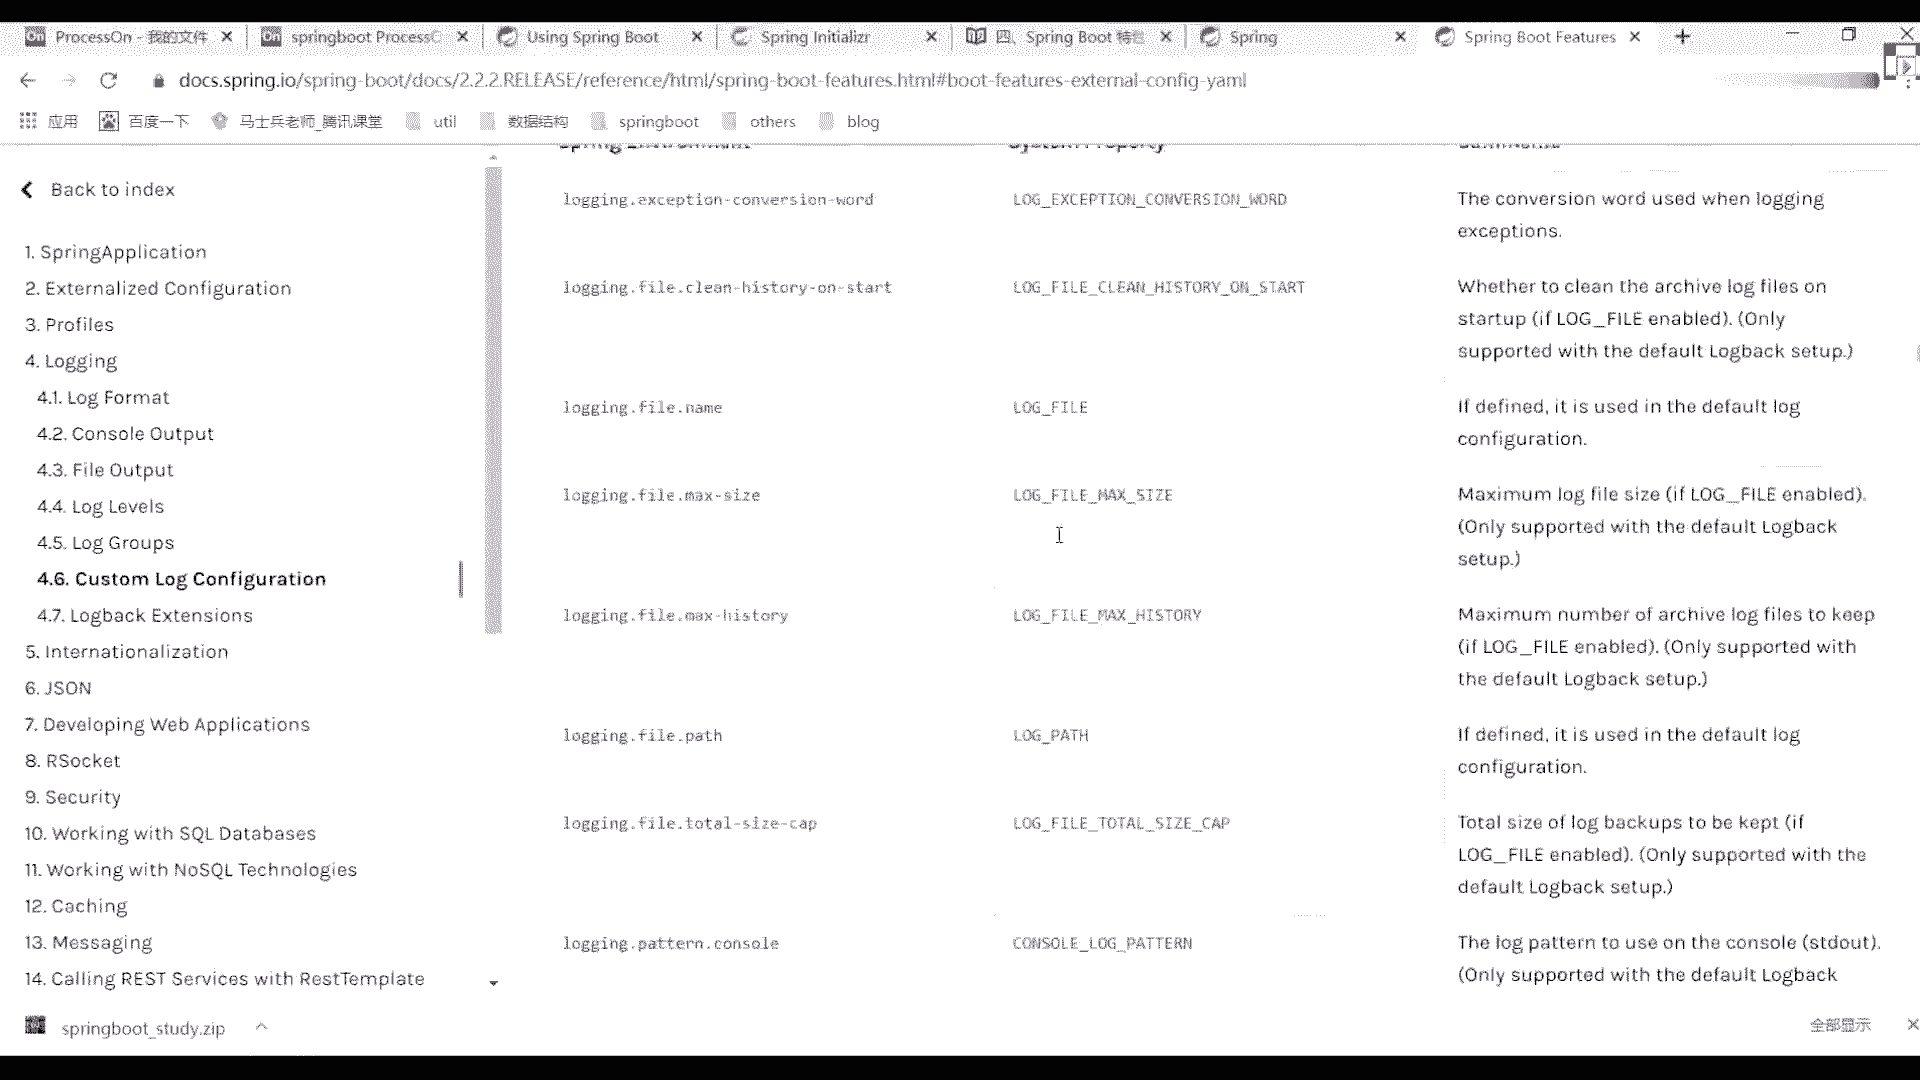 ProcessOn - 我的文件
springboot ProcessO
Using Spring Boot
Spring Initializr
四、Spring Boot 特
Spring
Spring Boot Features
docs.spring.io/spring-boot/docs/2.2.2.RELEASE/reference/html/spring-boot-features.html#boot-features-external-config-yaml
应用
百度一下
马士兵老师_腾讯课堂
util
数据结构
springboot
others
blog
Back to index
1. SpringApplication
2. Externalized Configuration
3. Profiles
4. Logging
4.1. Log Format
4.2. Console Output
4.3. File Output
4.4. Log Levels
4.5. Log Groups
4.6. Custom Log Configuration
4.7. Logback Extensions
5. Internationalization
6. JSON
7. Developing Web Applications
8. RSocket
9. Security
10. Working with SQL Databases
11. Working with NoSQL Technologies
12. Caching
13. Messaging
14. Calling REST Services with RestTemplate
Spring Environment
System Property
Comments
logging.exception-conversion-word
LOG_EXCEPTION_CONVERSION_WORD
The conversion word used when logging
exceptions.
logging.file.clean-history-on-start
LOG_FILE_CLEAN_HISTORY_ON_START
Whether to clean the archive log files on
startup (if LOG_FILE enabled). (Only
supported with the default Logback setup.)
logging.file.name
LOG_FILE
If defined, it is used in the default log
configuration.
logging.file.max-size
LOG_FILE_MAX_SIZE
Maximum log file size (if LOG_FILE enabled).
(Only supported with the default Logback
setup.)
logging.file.max-history
LOG_FILE_MAX_HISTORY
Maximum number of archive log files to keep
(if LOG_FILE enabled). (Only supported with
the default Logback setup.)
logging.file.path
LOG_PATH
If defined, it is used in the default log
configuration.
logging.file.total-size-cap
LOG_FILE_TOTAL_SIZE_CAP
Total size of log backups to be kept (if
LOG_FILE enabled). (Only supported with the
default Logback setup.)
logging.pattern.console
CONSOLE_LOG_PATTERN
The log pattern to use on the console (stdout).
(Only supported with the default Logback
springboot_study.zip
全部显示